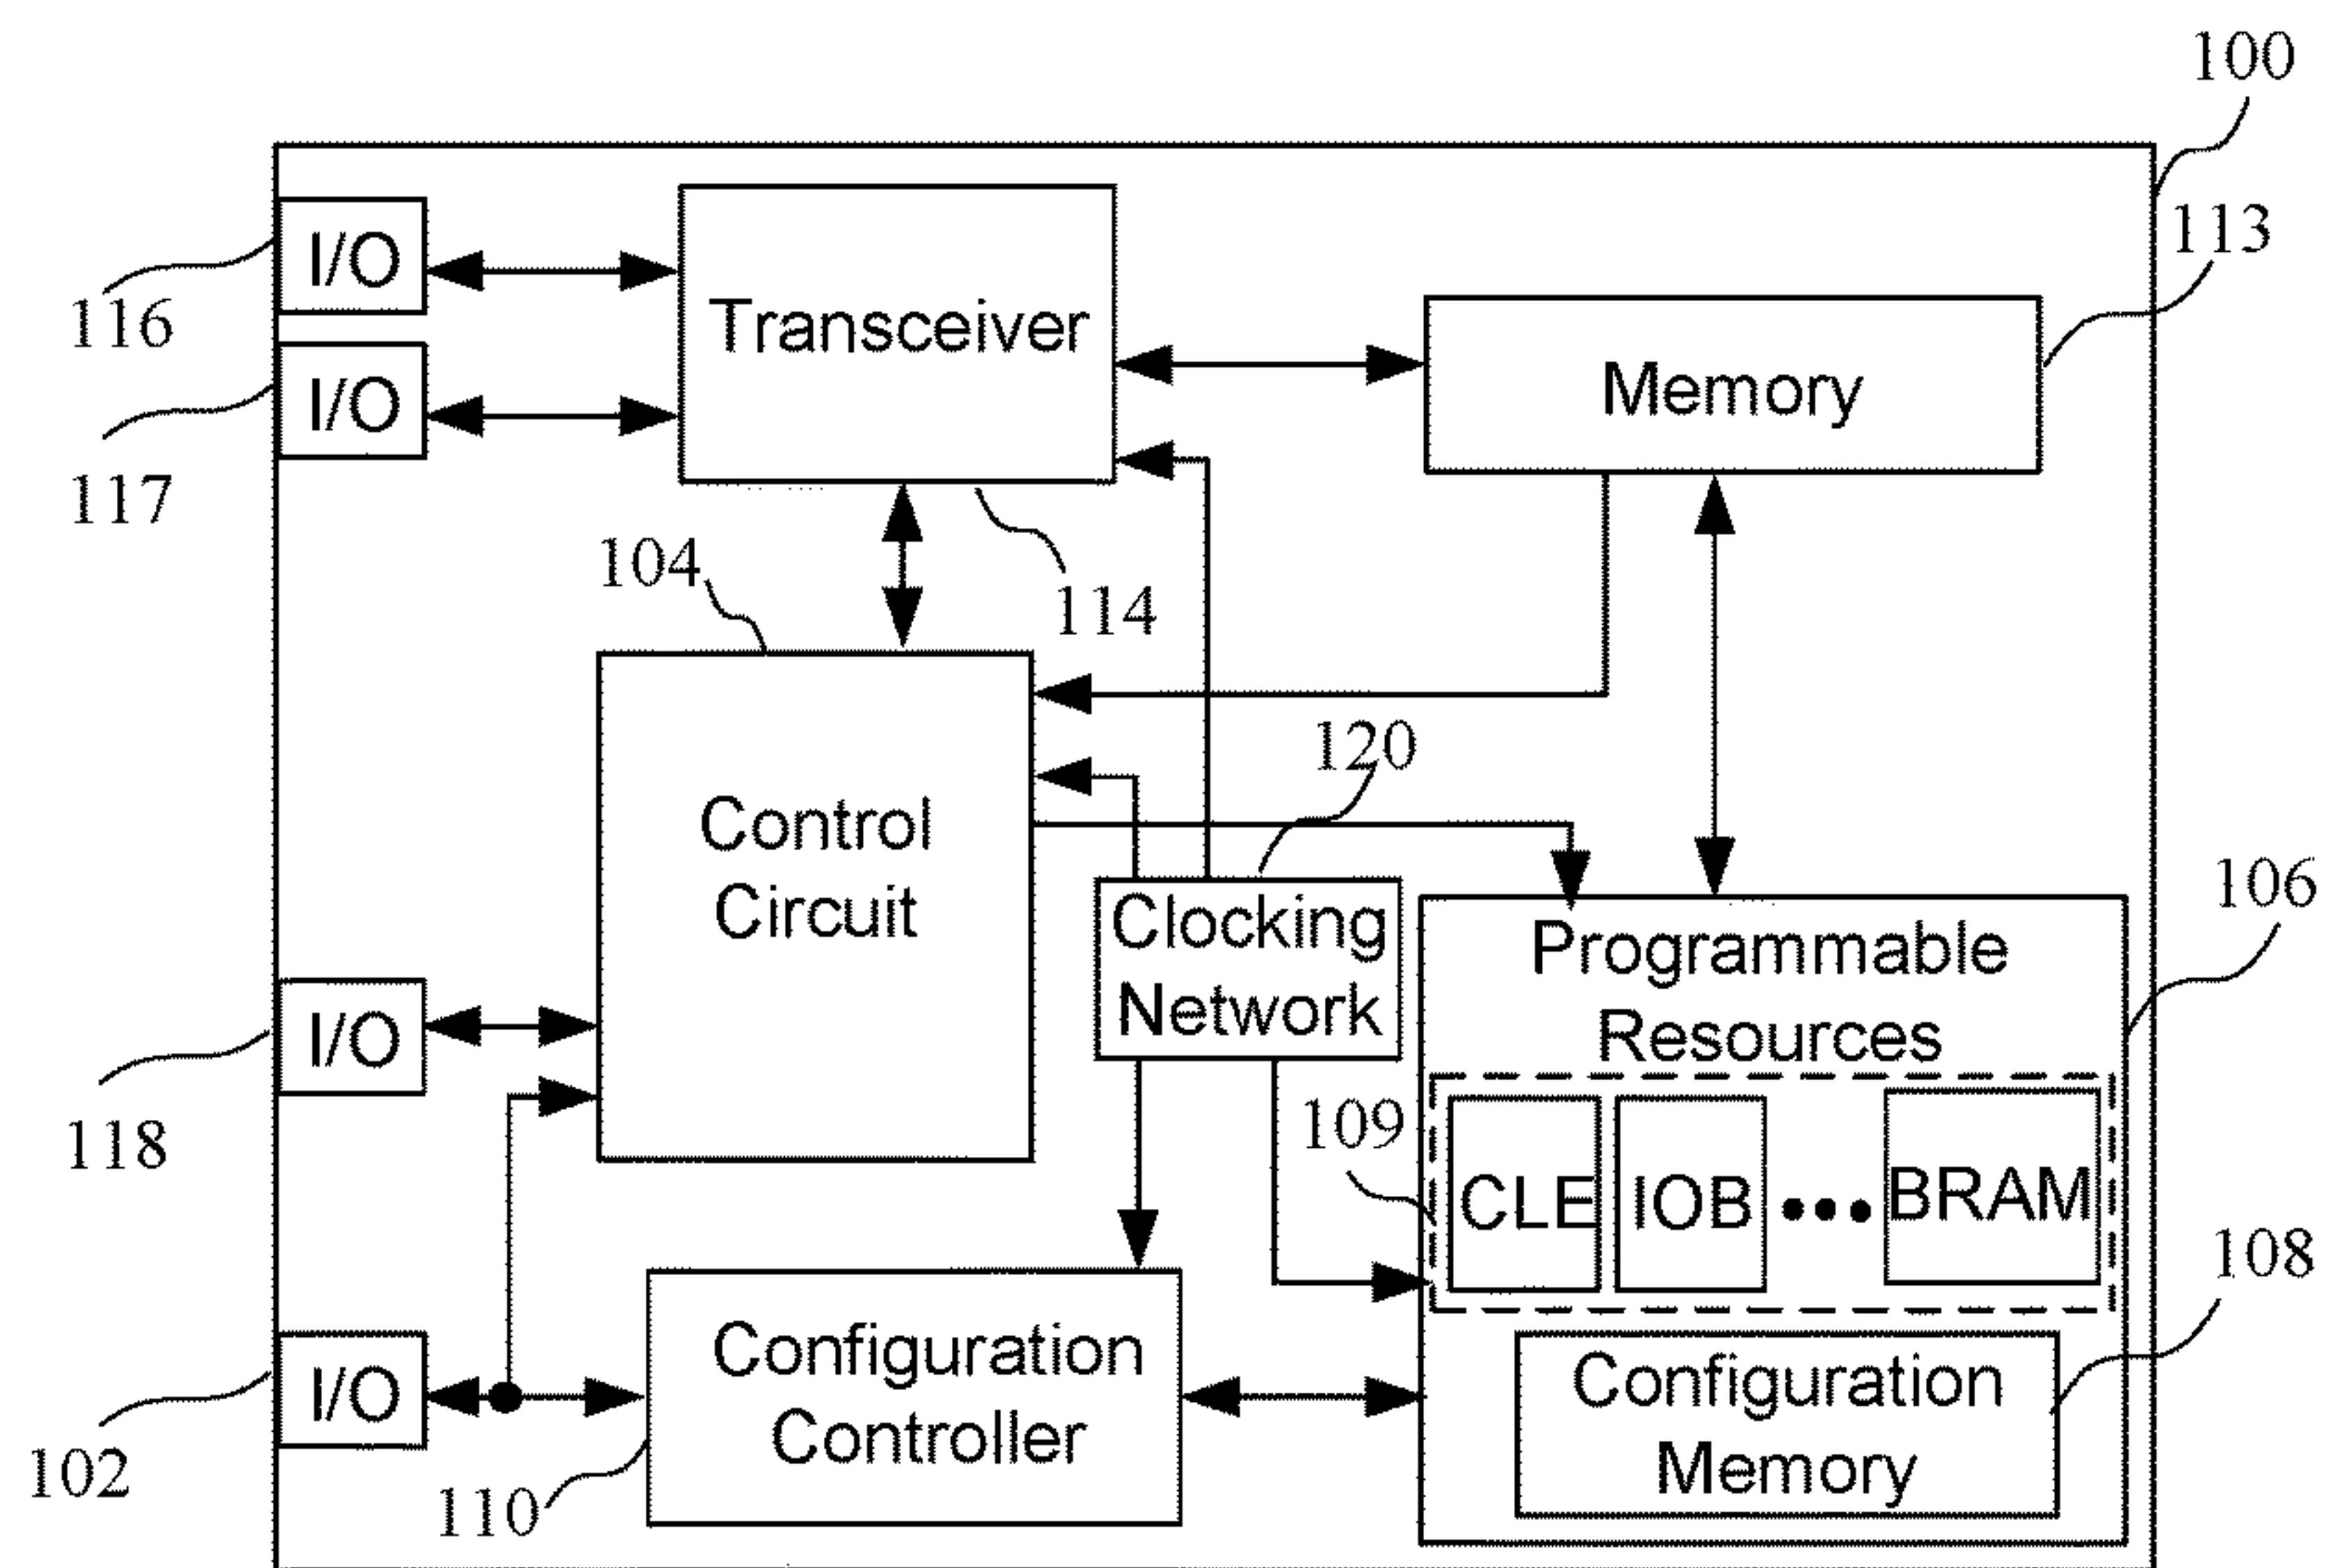 100
113
I/O
116
Transceiver
Memory
I/O
117
104
114
120
Control
Circuit
Clocking
Network
106
Programmable
Resources
I/O
118
109
CLE
IOB
BRAM
108
I/O
102
Configuration
Controller
110
Configuration
Memory